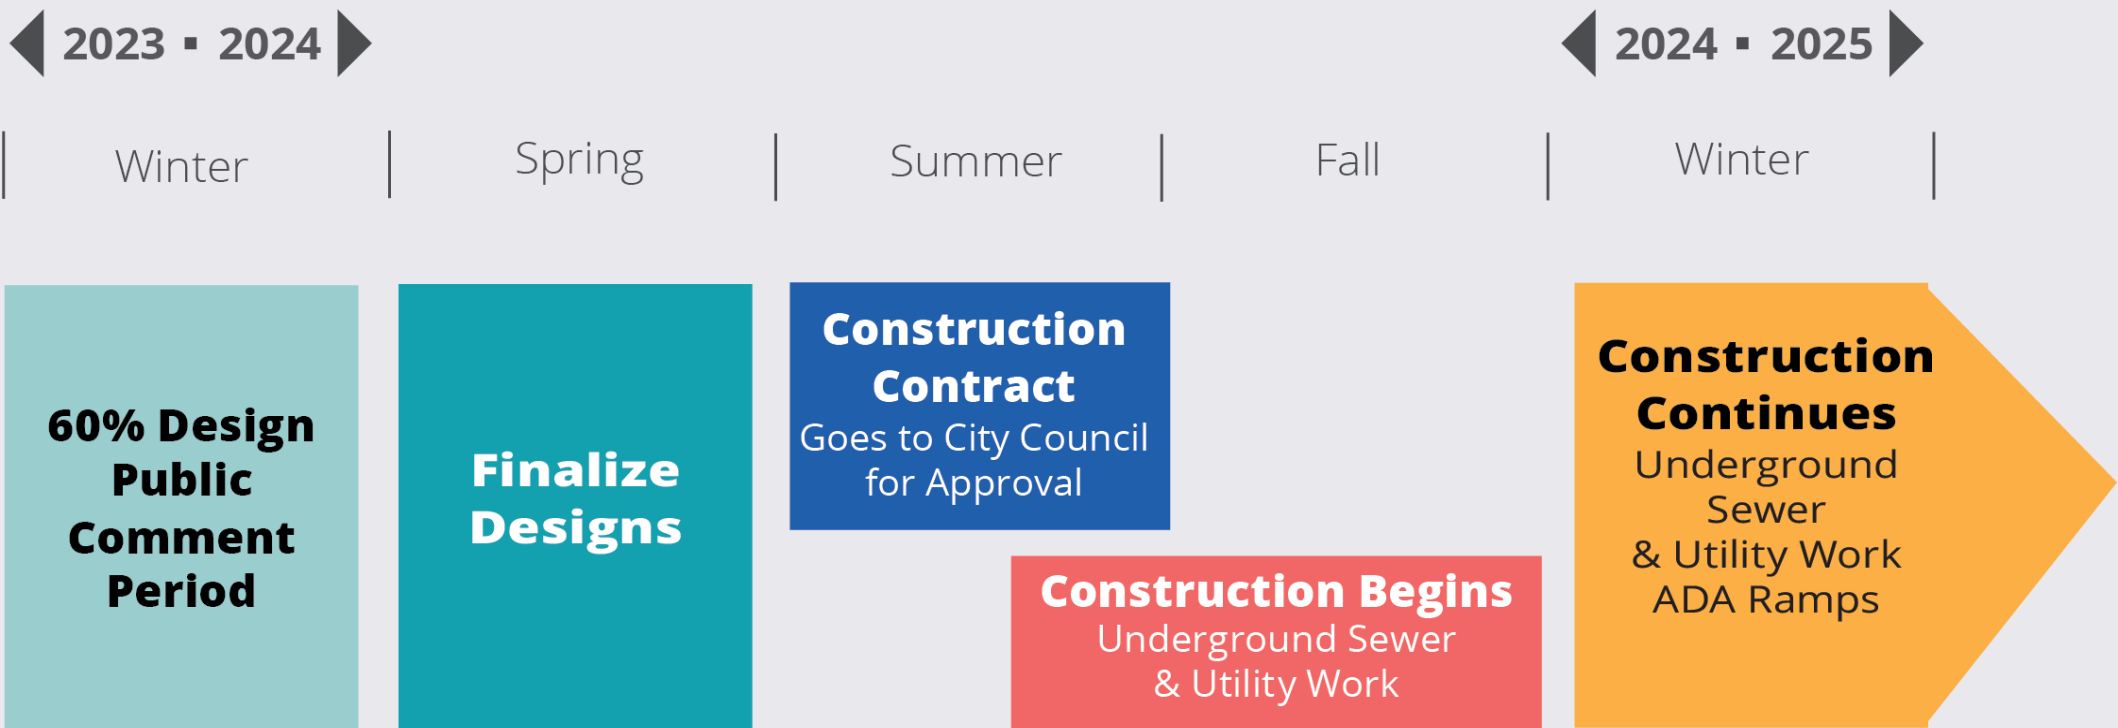 2023 ▪ 2024
2024 ▪ 2025
Winter
Spring
Summer
Fall
Winter
60% Design
Public
Comment
Period
Finalize
Designs
Construction
Contract
Goes to City Council
for Approval
Construction Begins
Underground Sewer
& Utility Work
Construction
Continues
Underground
Sewer
& Utility Work
ADA Ramps